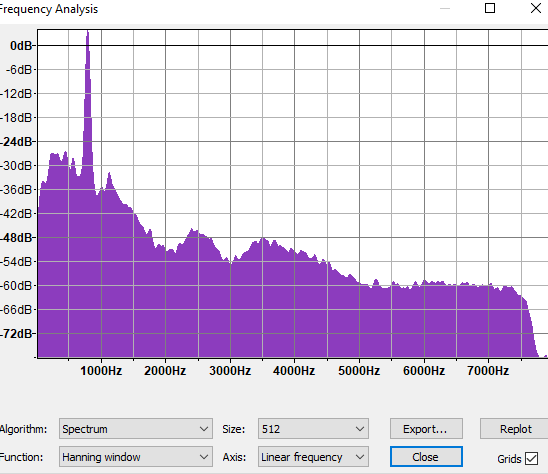 Frequency Analysis
0dB
-6dB
-12dB
-18dB
-24dB
-30dB
-36dB
-42dB
-48dB
-54dB
-60dB
-66dB
-72dB
1000Hz 2000Hz 3000Hz 4000Hz 5000Hz 6000Hz 7000Hz
Algorithm: Spectrum Size: 512 Export... Replot
Function: Hanning window Axis: Linear frequency Close Grids